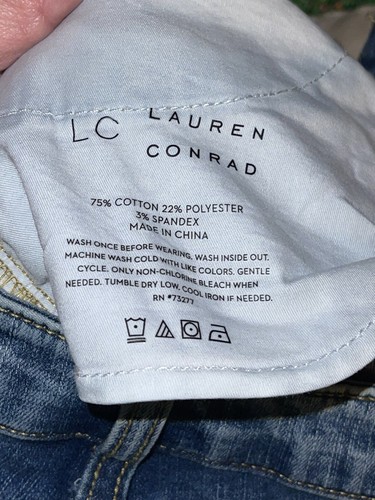 LC LAUREN
CONRAD
75% COTTON 22% POLYESTER
3% SPANDEX
MADE IN CHINA
WASH ONCE BEFORE WEARING. WASH INSIDE OUT.
MACHINE WASH COLD WITH LIKE COLORS. GENTLE
CYCLE. ONLY NON-CHLORINE BLEACH WHEN
NEEDED. TUMBLE DRY LOW. COOL IRON IF NEEDED.
RN #73277